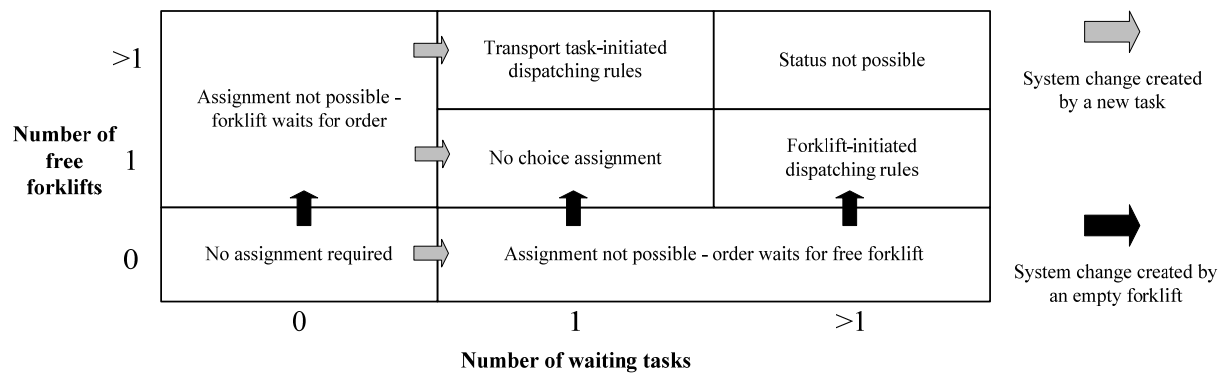 >1
1
0
Number of
free
forklifts
Assignment not possible -
forklift waits for order
Transport task-initiated
dispatching rules
Status not possible
No choice assignment
Forklift-initiated
dispatching rules
No assignment required
Assignment not possible - order waits for free forklift
0
1
>1
Number of waiting tasks
System change created
by a new task
System change created by
an empty forklift